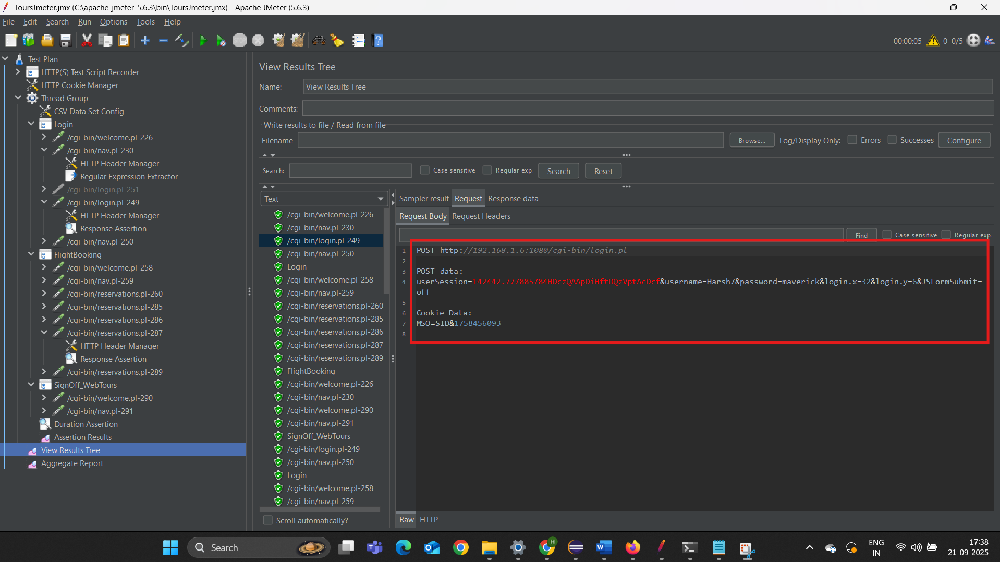 ToursJmeter.jmx (C:\apache-jmeter-5.6.3\bin\ToursJmeter.jmx) - Apache JMeter (5.6.3)
File Edit Search Run Options Tools Help
00:00:05 0 0/5
Test Plan
HTTP(S) Test Script Recorder
HTTP Cookie Manager
Thread Group
CSV Data Set Config
Login
/cgi-bin/welcome.pl-226
/cgi-bin/nav.pl-230
HTTP Header Manager
Regular Expression Extractor
/cgi-bin/login.pl-251
/cgi-bin/login.pl-249
HTTP Header Manager
Response Assertion
/cgi-bin/nav.pl-250
FlightBooking
/cgi-bin/welcome.pl-258
/cgi-bin/nav.pl-259
/cgi-bin/reservations.pl-260
/cgi-bin/reservations.pl-285
/cgi-bin/reservations.pl-286
/cgi-bin/reservations.pl-287
HTTP Header Manager
Response Assertion
/cgi-bin/reservations.pl-289
SignOff_WebTours
/cgi-bin/welcome.pl-290
/cgi-bin/nav.pl-291
Duration Assertion
Assertion Results
View Results Tree
Aggregate Report
View Results Tree
Name: View Results Tree
Comments:
Write results to file / Read from file
Filename Browse... Log/Display Only: Errors Successes Configure
Search: Case sensitive Regular exp. Search Reset
Text
/cgi-bin/welcome.pl-226
/cgi-bin/nav.pl-230
/cgi-bin/login.pl-249
/cgi-bin/nav.pl-250
Login
/cgi-bin/welcome.pl-258
/cgi-bin/nav.pl-259
/cgi-bin/reservations.pl-260
/cgi-bin/reservations.pl-285
/cgi-bin/reservations.pl-286
/cgi-bin/reservations.pl-287
/cgi-bin/reservations.pl-289
FlightBooking
/cgi-bin/welcome.pl-226
/cgi-bin/nav.pl-230
/cgi-bin/welcome.pl-290
/cgi-bin/nav.pl-291
SignOff_WebTours
/cgi-bin/login.pl-249
/cgi-bin/nav.pl-250
Login
/cgi-bin/welcome.pl-258
/cgi-bin/nav.pl-259
Scroll automatically?
Sampler result Request Response data
Request Body Request Headers
Find Case sensitive Regular exp.
1 POST http://192.168.1.6:1080/cgi-bin/login.pl
2
3 POST data:
4 userSession=142442.777885784HDczQAApDiHftDQzVptAcDcf&username=Harsh7&password=maverick&login.x=32&login.y=6&JSFormSubmit=
off
5
6 Cookie Data:
7 MSO=SID&1758456093
8
Raw HTTP
STOP
Search
ENG
IN
17:38
21-09-2025